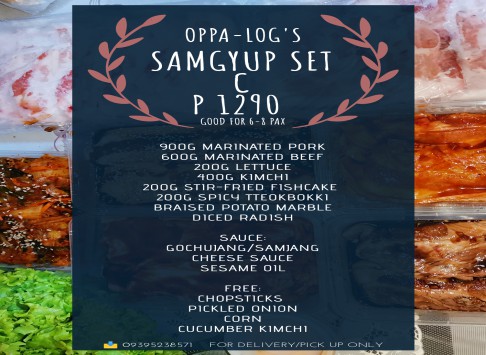 OPPA-LOG'S
SAMGYUP SET
C
P 1290
GOOD FOR 6-8 PAX
900G MARINATED PORK
600G MARINATED BEEF
200G LETTUCE
400G KIMCHI
200G STIR-FRIED FISHCAKE
200G SPICY TTEOKBOKKI
BRAISED POTATO MARBLE
DICED RADISH
SAUCE:
GOCHUJANG/SAMJANG
CHEESE SAUCE
SESAME OIL
FREE:
CHOPSTICKS
PICKLED ONION
CORN
CUCUMBER KIMCHI
09395238571 FOR DELIVERY/PICK UP ONLY